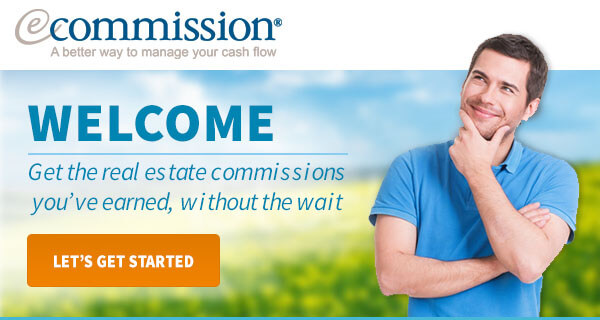 ecommission®
A better way to manage your cash flow
WELCOME
Get the real estate commissions
you've earned, without the wait
LET'S GET STARTED